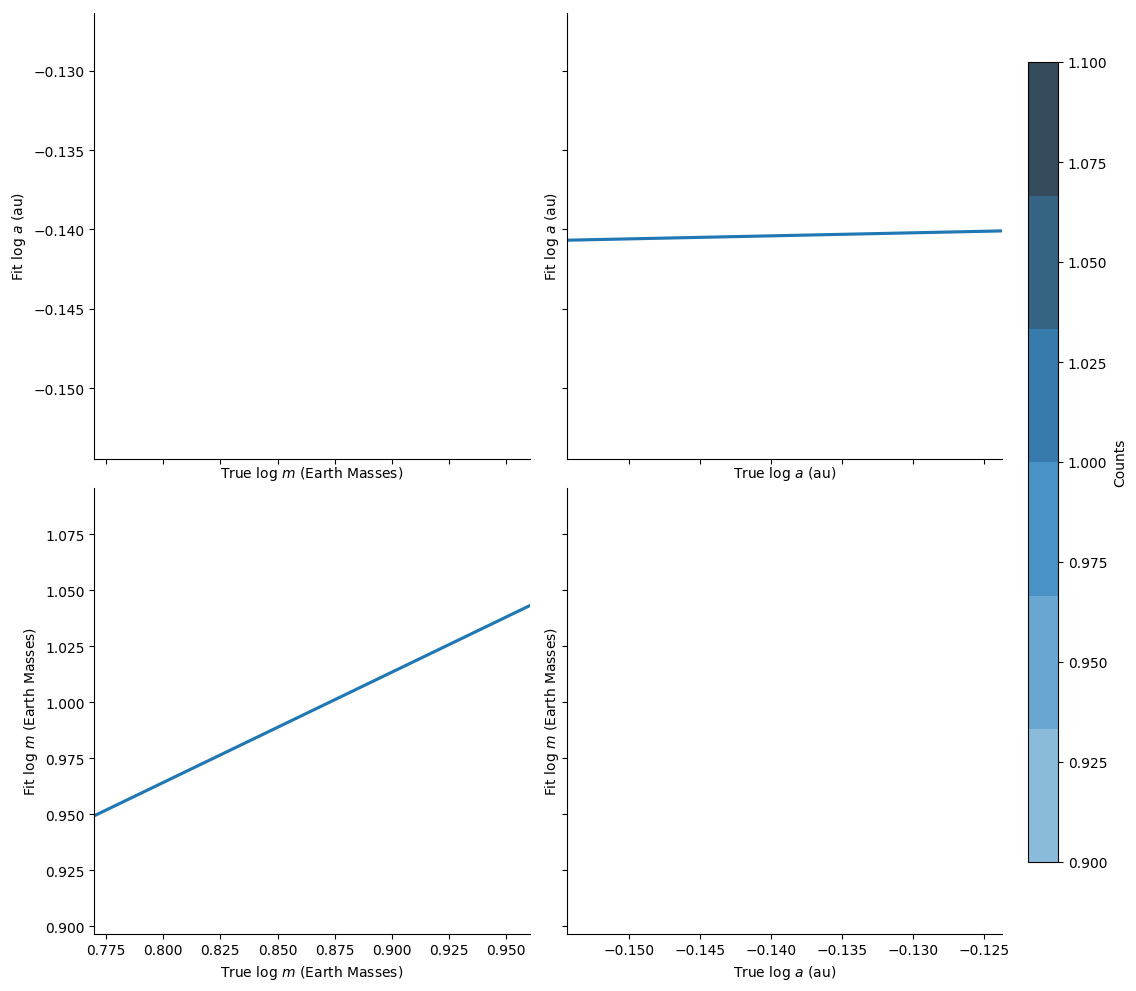 −0.130
−0.135
−0.140
−0.145
−0.150
Fit log a (au)
True log m (Earth Masses)
Fit log a (au)
True log a (au)
1.075
1.050
1.025
1.000
0.975
0.950
0.925
0.900
Fit log m (Earth Masses)
0.775 0.800 0.825 0.850 0.875 0.900 0.925 0.950
True log m (Earth Masses)
Fit log m (Earth Masses)
−0.150 −0.145 −0.140 −0.135 −0.130 −0.125
True log a (au)
1.100
1.075
1.050
1.025
1.000
0.975
0.950
0.925
0.900
Counts